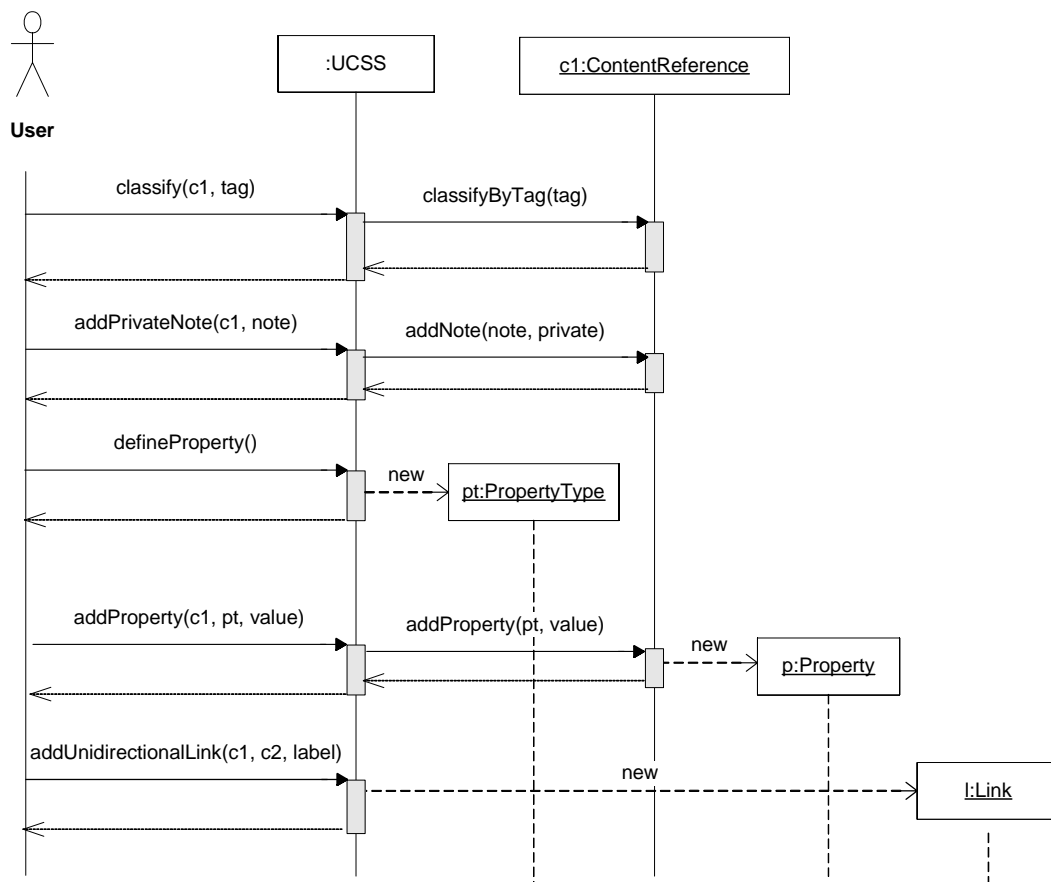 :UCSS
c1:ContentReference
User
classify(c1, tag)
classifyByTag(tag)
addPrivateNote(c1, note)
addNote(note, private)
defineProperty()
new
pt:PropertyType
addProperty(c1, pt, value)
addProperty(pt, value)
new
p:Property
addUnidirectionalLink(c1, c2, label)
new
l:Link